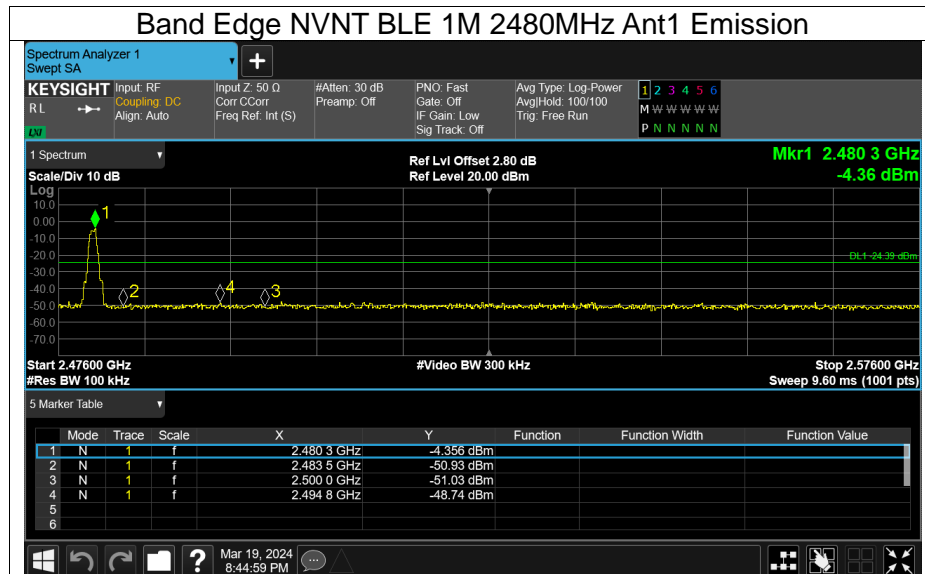 Band Edge NVNT BLE 1M 2480MHz Ant1 Emission
Spectrum Analyzer 1
Swept SA
+
KEYSIGHT Input: RF Input Z: 50 Ω #Atten: 30 dB PNO: Fast Avg Type: Log-Power 1 2 3 4 5 6
R L Coupling: DC Corr CCorr Preamp: Off Gate: Off Avg|Hold: 100/100 M W W W W W
Align: Auto Freq Ref: Int (S) IF Gain: Low Trig: Free Run
LXI Sig Track: Off P N N N N N
1 Spectrum Ref Lvl Offset 2.80 dB Mkr1 2.480 3 GHz
Scale/Div 10 dB Ref Level 20.00 dBm -4.36 dBm
Log
10.0
1
0.00
-10.0
-20.0
DL1 -24.39 dBm
-30.0
-40.0
2 4 3
-50.0
-60.0
-70.0
Start 2.47600 GHz #Video BW 300 kHz Stop 2.57600 GHz
#Res BW 100 kHz Sweep 9.60 ms (1001 pts)
5 Marker Table
Mode Trace Scale X Y Function Function Width Function Value
1 N 1 f 2.480 3 GHz -4.356 dBm
2 N 1 f 2.483 5 GHz -50.93 dBm
3 N 1 f 2.500 0 GHz -51.03 dBm
4 N 1 f 2.494 8 GHz -48.74 dBm
5
6
? Mar 19, 2024
8:44:59 PM